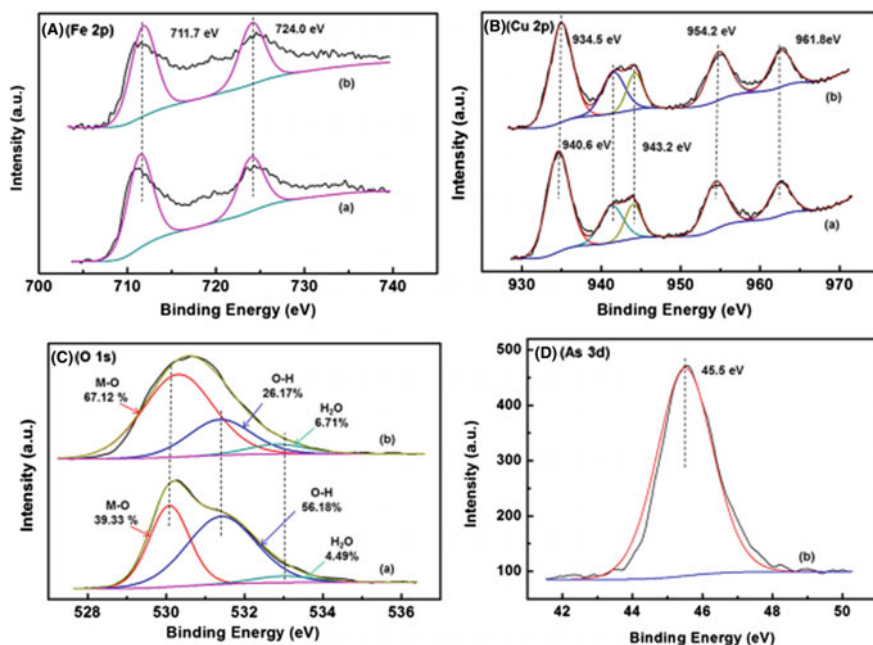 (A) (Fe 2p)
711.7 eV
724.0 eV
(b)
(a)
Intensity (a.u.)
700 710 720 730 740
Binding Energy (eV)
(B) (Cu 2p)
934.5 eV
954.2 eV
961.8eV
(b)
940.6 eV
943.2 eV
(a)
Intensity (a.u.)
930 940 950 960 970
Binding Energy (eV)
(C) (O 1s)
M-O
67.12 %
O-H
26.17%
H2O
6.71%
(b)
M-O
39.33 %
O-H
56.18%
H2O
4.49%
(a)
Intensity (a.u.)
528 530 532 534 536
Binding Energy (eV)
(D) (As 3d)
45.5 eV
500
400
300
200
100
(b)
Intensity (a.u.)
42 44 46 48 50
Binding Energy (eV)